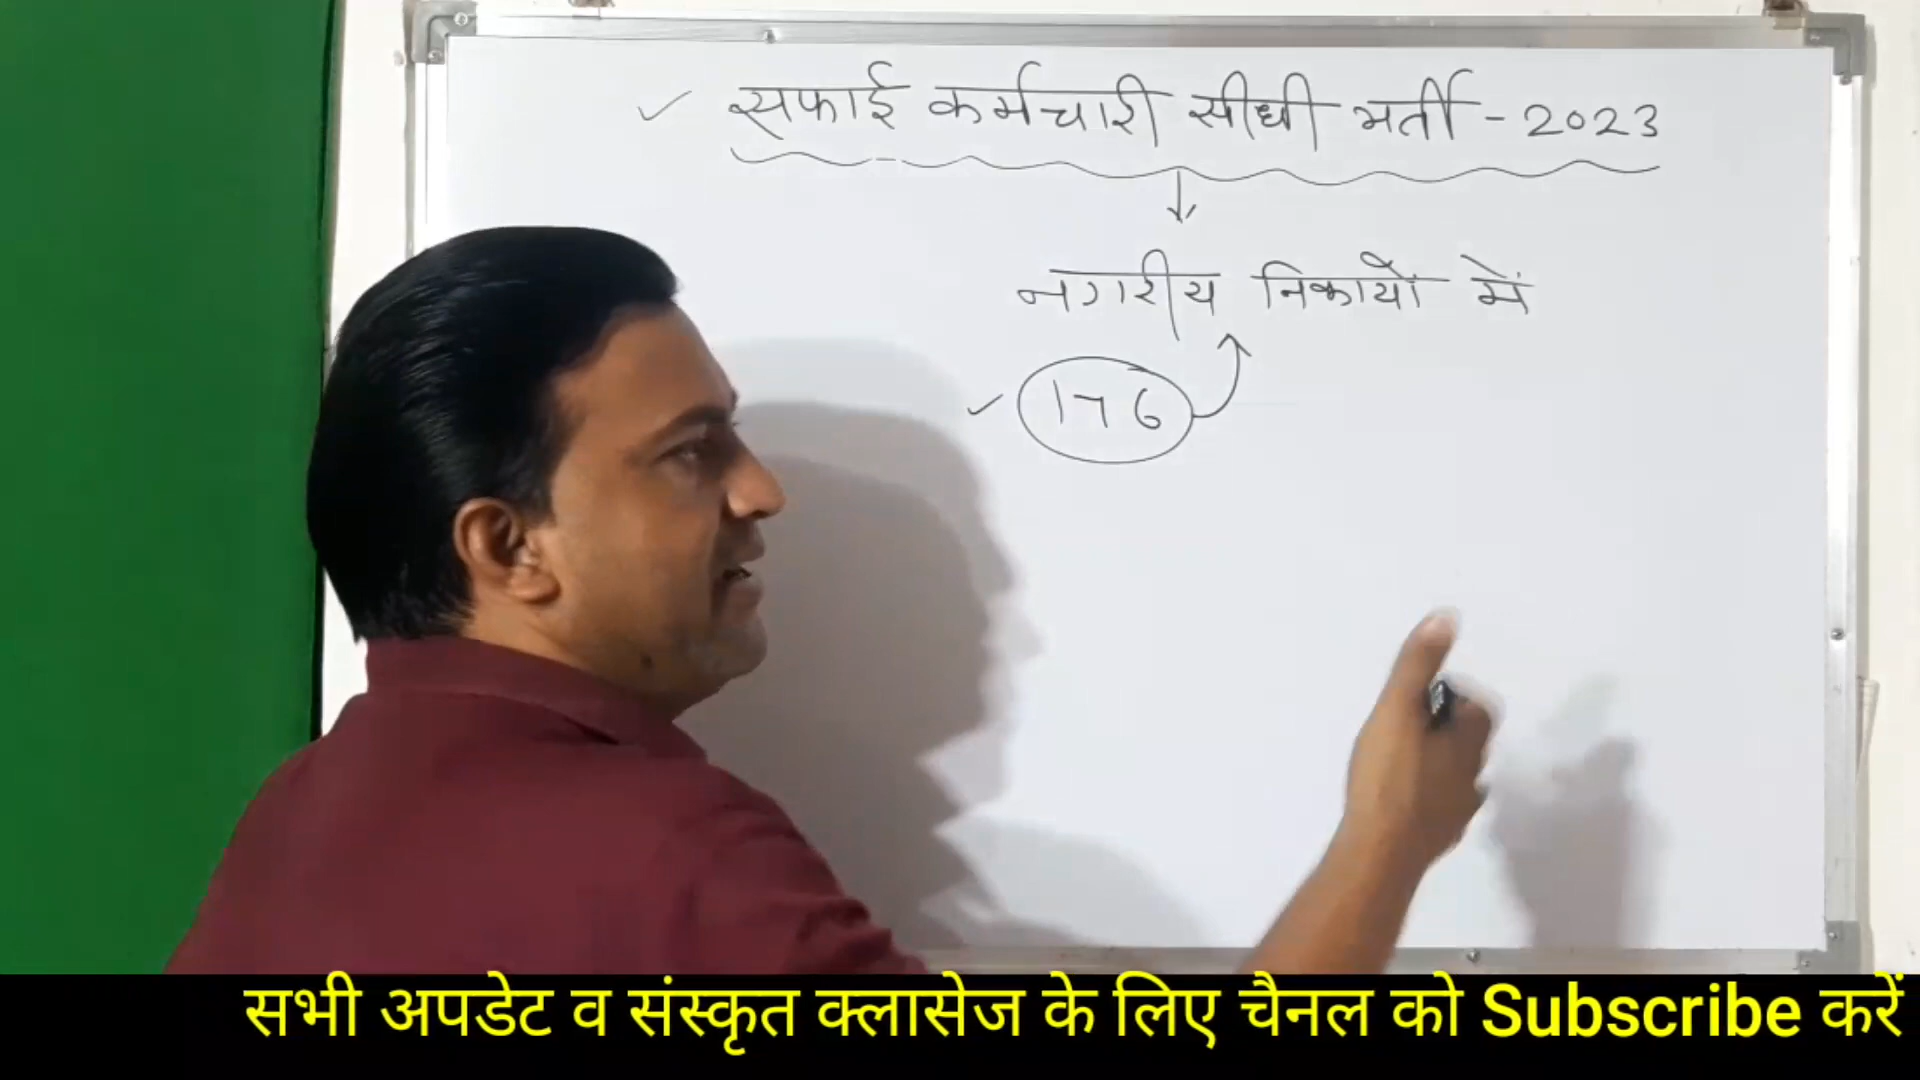 ✓ सफाई कर्मचारी सीधी भर्ती - 2023
नगरीय निकायों में
✓ 176
सभी अपडेट व संस्कृत क्लासेज के लिए चैनल को Subscribe करें